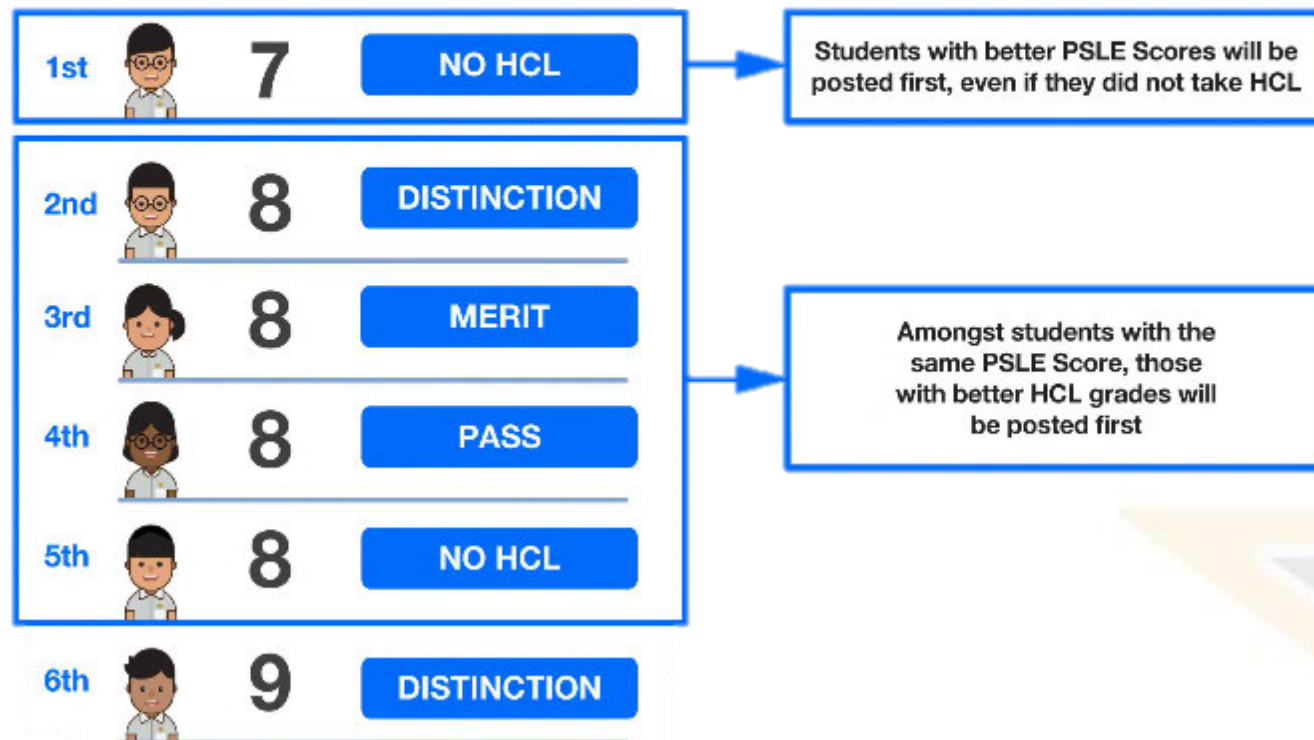 1st 7 NO HCL
Students with better PSLE Scores will be
posted first, even if they did not take HCL
2nd 8 DISTINCTION
3rd 8 MERIT
4th 8 PASS
5th 8 NO HCL
Amongst students with the
same PSLE Score, those
with better HCL grades will
be posted first
6th 9 DISTINCTION